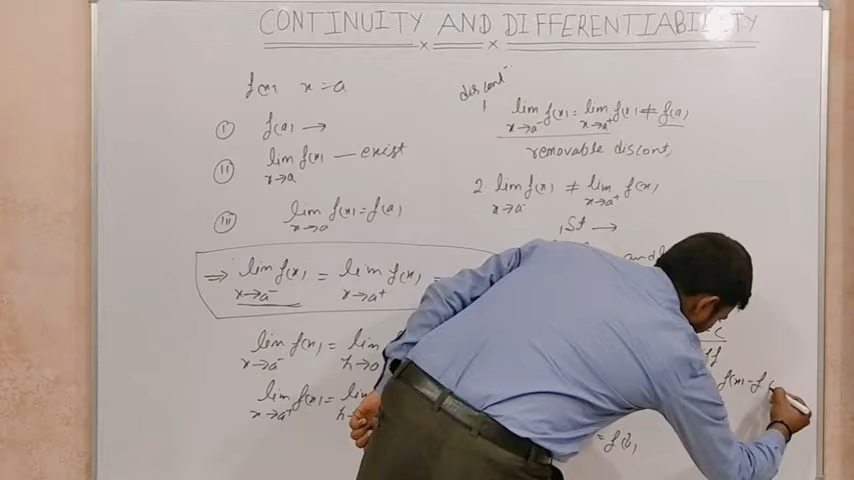 CONTINUITY AND DIFFERENTIABILITY
f(x) x=a
(i) f(a) →
(ii) lim f(x) — exist
x→a
(iii) lim f(x) = f(a)
x→a
⇒ lim f(x) = lim f(x) =
x→a⁻ x→a⁺
lim f(x) = lim
x→a⁻ h→0
lim f(x) = lim
x→a⁺ h→
discont
1 lim f(x) = lim f(x) ≠ f(a)
x→a⁻ x→a⁺
removable discont,
2. lim f(x) ≠ lim f(x)
x→a⁻ x→a⁺
1St →
and
f(x) - f